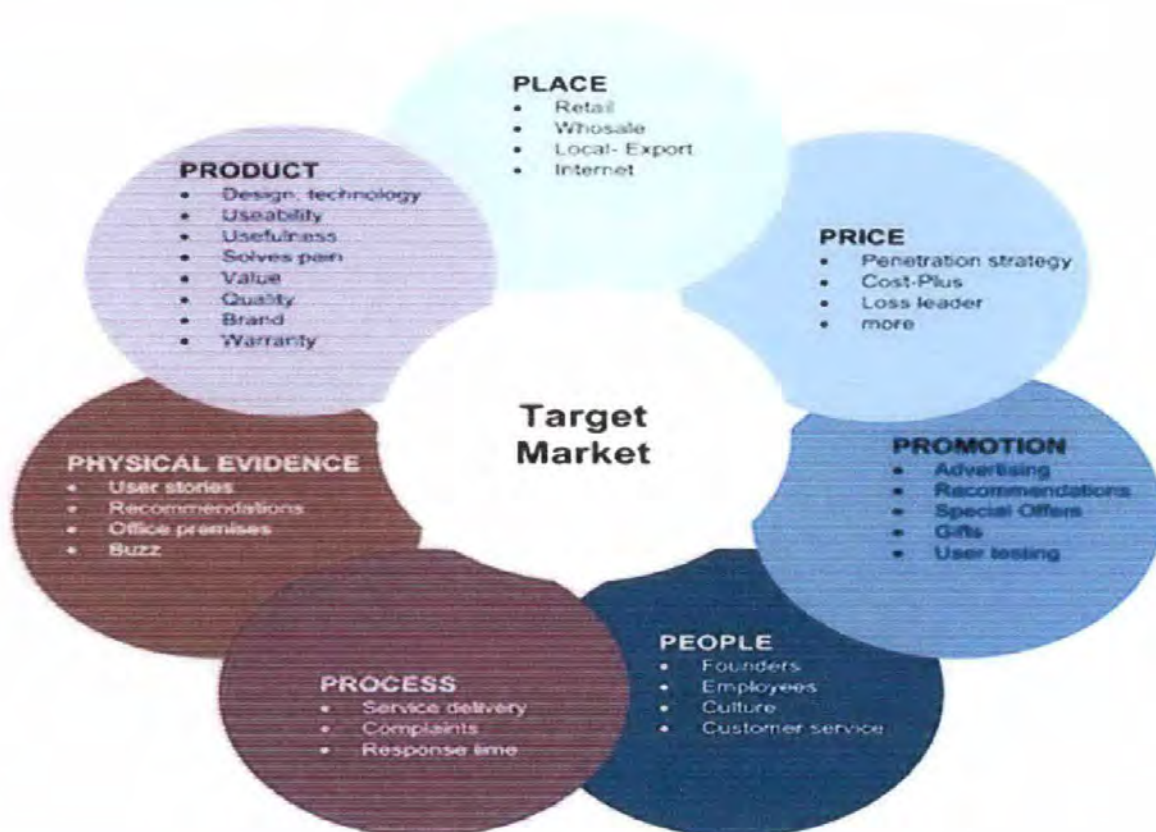 PLACE
• Retail
• Whosale
• Local- Export
• Internet
PRICE
• Penetration strategy
• Cost-Plus
• Loss leader
• more
PROMOTION
• Advertising
• Recommendations
• Special Offers
• Gifts
• User testing
PEOPLE
• Founders
• Employees
• Culture
• Customer service
PROCESS
• Service delivery
• Complaints
• Response time
PHYSICAL EVIDENCE
• User stories
• Recommendations
• Office premises
• Buzz
PRODUCT
• Design, technology
• Useability
• Usefulness
• Solves pain
• Value
• Quality
• Brand
• Warranty
Target
Market